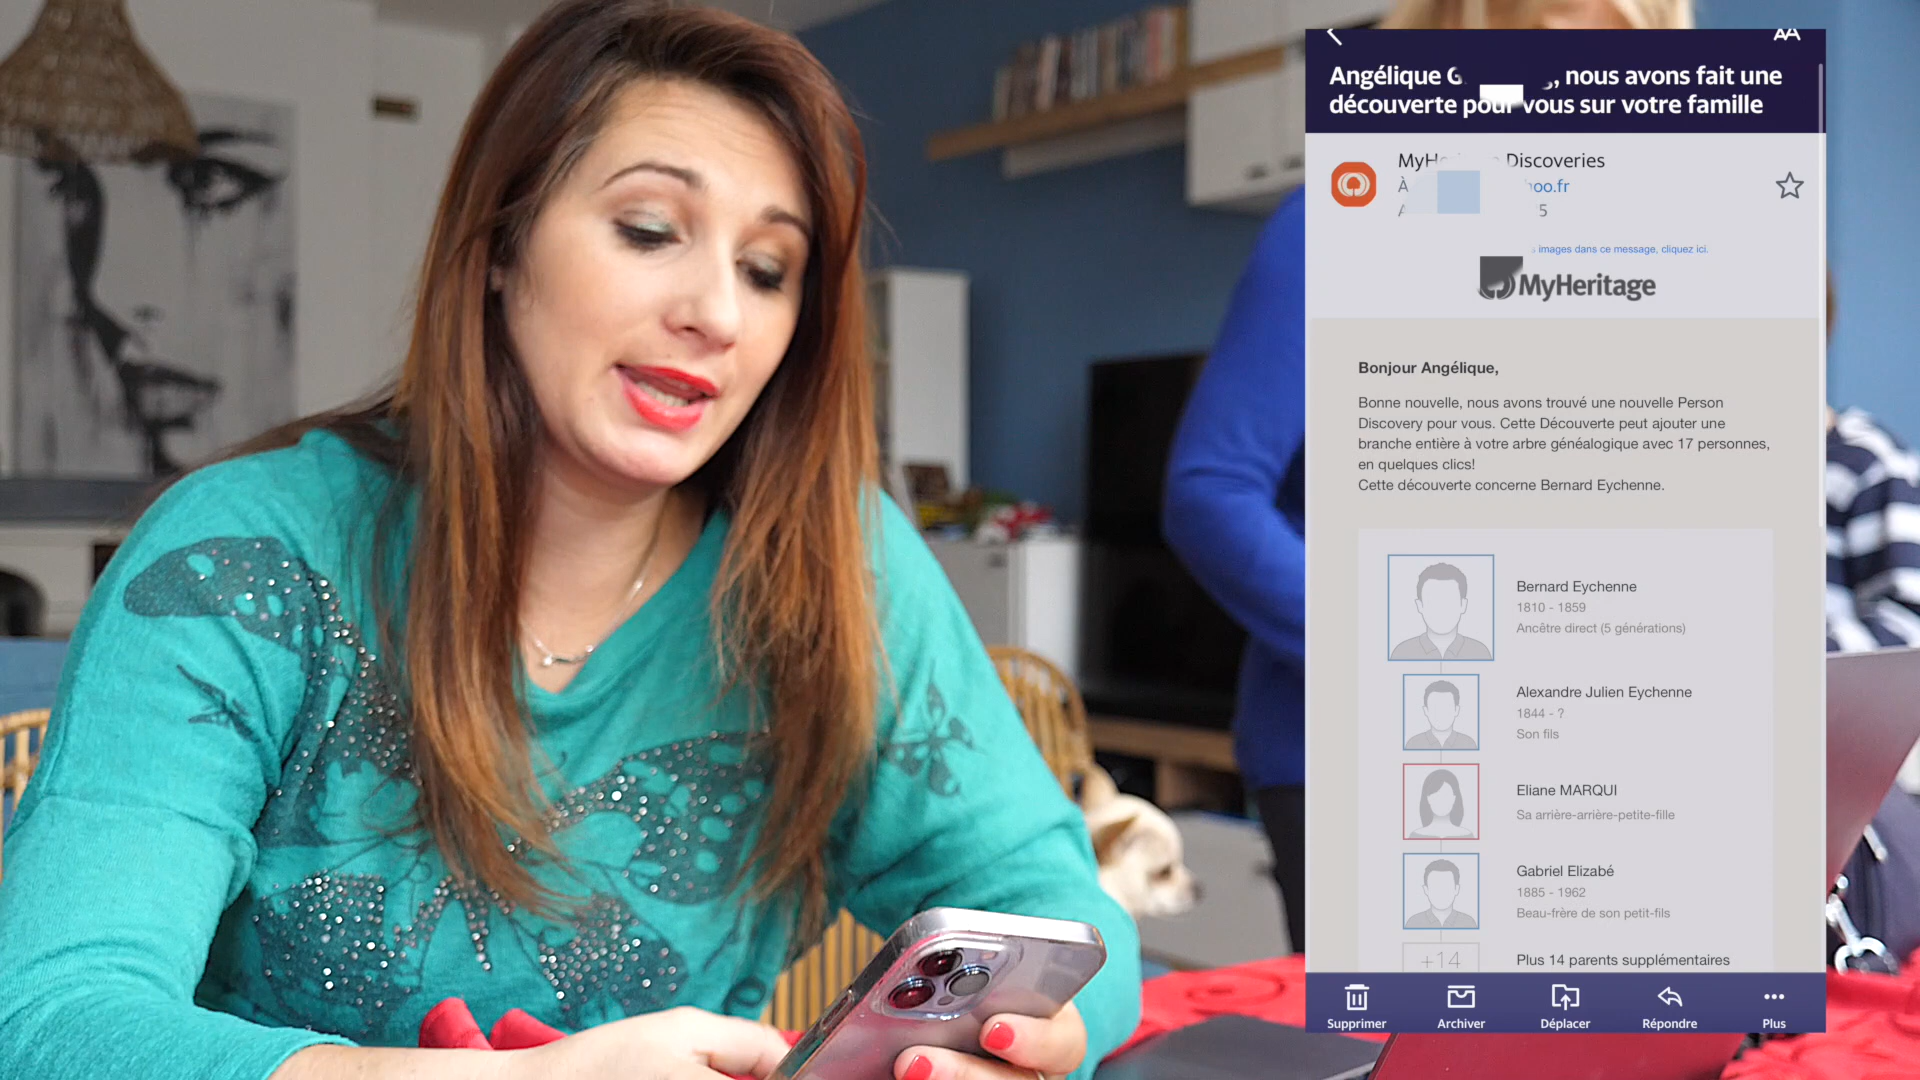 AA
Angélique G , nous avons fait une
découverte pour vous sur votre famille
Discoveries
À hoo.fr
5
images dans ce message, cliquez ici.
MyHeritage
Bonjour Angélique,
Bonne nouvelle, nous avons trouvé une nouvelle Person
Discovery pour vous. Cette Découverte peut ajouter une
branche entière à votre arbre généalogique avec 17 personnes,
en quelques clics!
Cette découverte concerne Bernard Eychenne.
Bernard Eychenne
1810 - 1859
Ancêtre direct (5 générations)
Alexandre Julien Eychenne
1844 - ?
Son fils
Eliane MARQUI
Sa arrière-arrière-petite-fille
Gabriel Elizabé
1885 - 1962
Beau-frère de son petit-fils
+14
Plus 14 parents supplémentaires
Supprimer
Archiver
Déplacer
Répondre
Plus